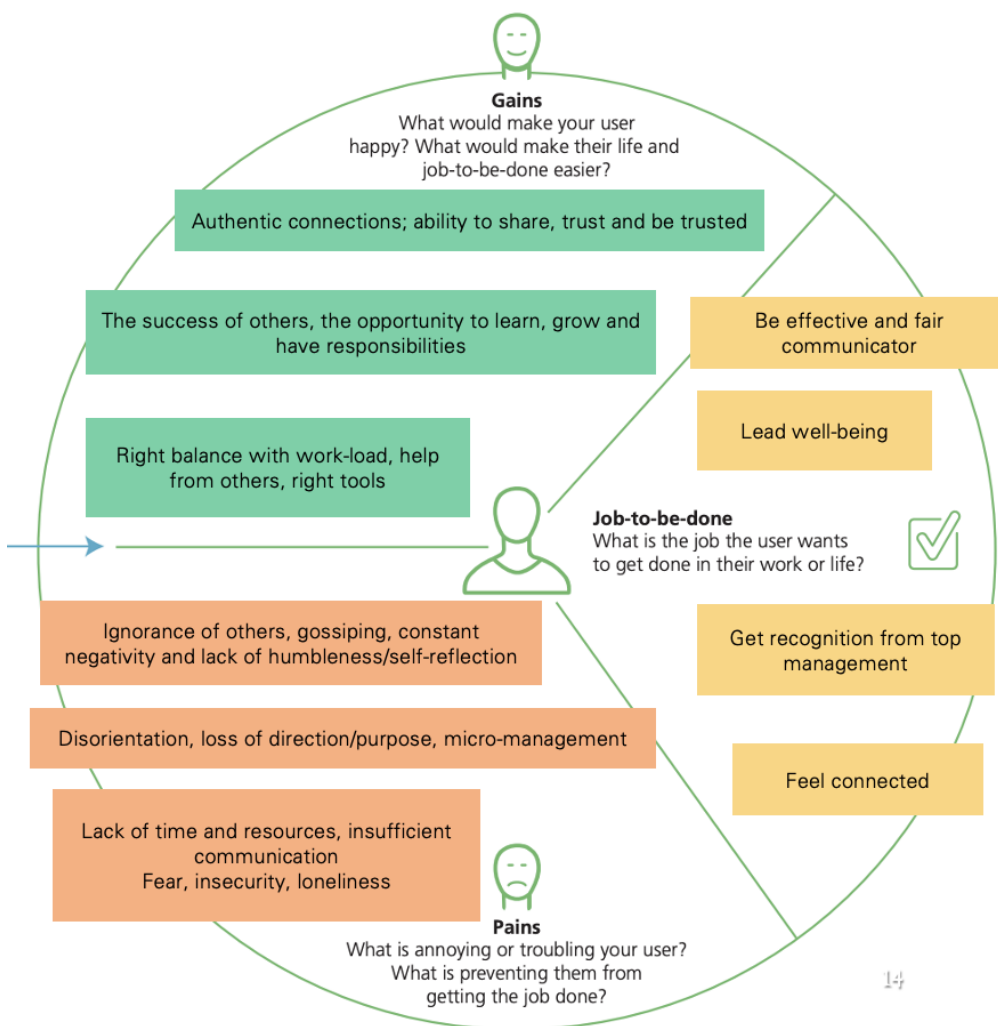 Gains
What would make your user
happy? What would make their life and
job-to-be-done easier?
Authentic connections; ability to share, trust and be trusted
The success of others, the opportunity to learn, grow and
have responsibilities
Right balance with work-load, help
from others, right tools
Be effective and fair
communicator
Lead well-being
Job-to-be-done
What is the job the user wants
to get done in their work or life?
Get recognition from top
management
Feel connected
Ignorance of others, gossiping, constant
negativity and lack of humbleness/self-reflection
Disorientation, loss of direction/purpose, micro-management
Lack of time and resources, insufficient
communication
Fear, insecurity, loneliness
Pains
What is annoying or troubling your user?
What is preventing them from
getting the job done?
14